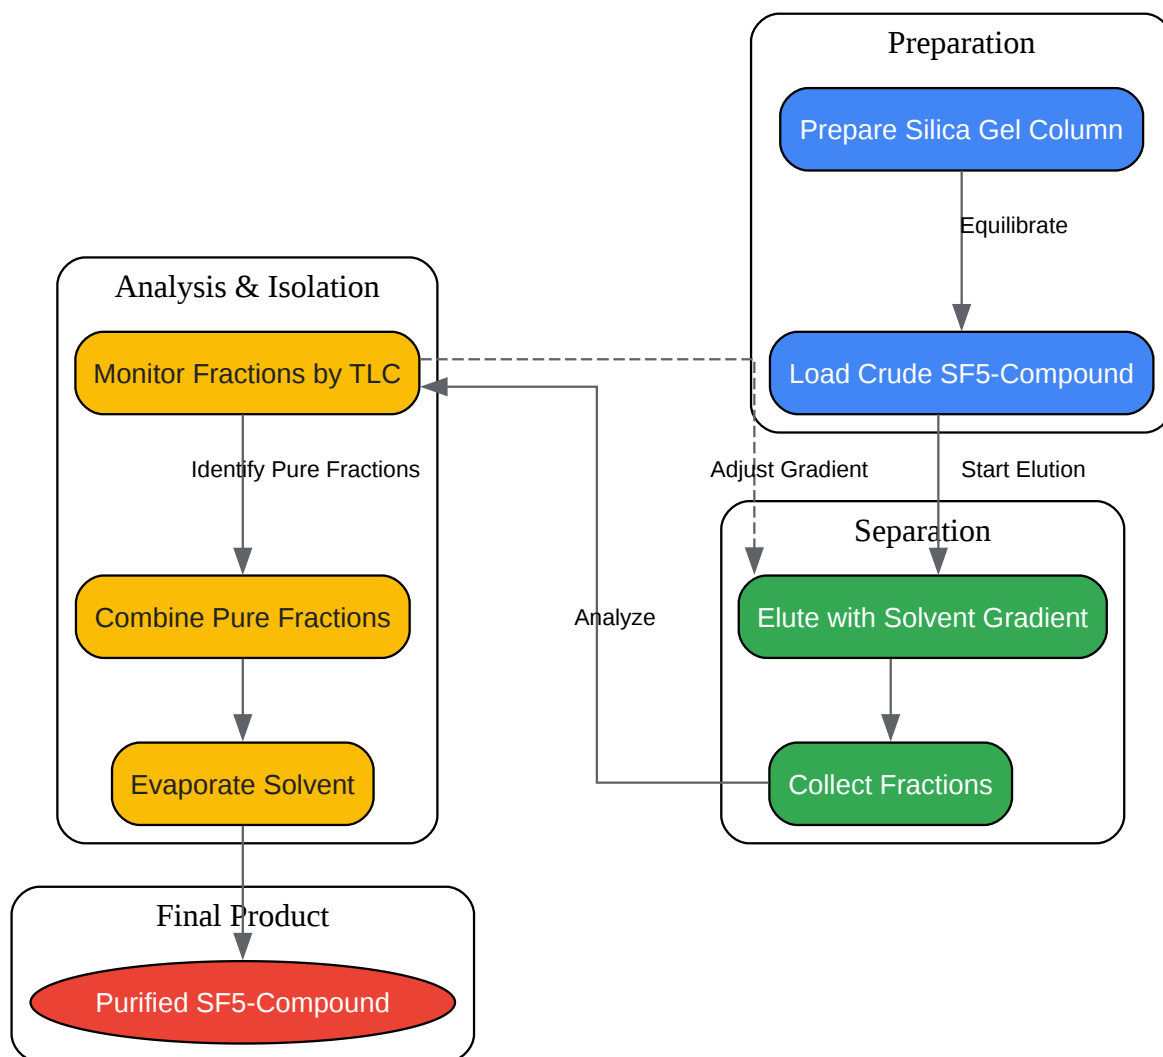 Preparation
Prepare Silica Gel Column
Equilibrate
Load Crude SF5-Compound
Start Elution
Separation
Elute with Solvent Gradient
Collect Fractions
Analyze
Analysis & Isolation
Monitor Fractions by TLC
Adjust Gradient
Identify Pure Fractions
Combine Pure Fractions
Evaporate Solvent
Final Product
Purified SF5-Compound